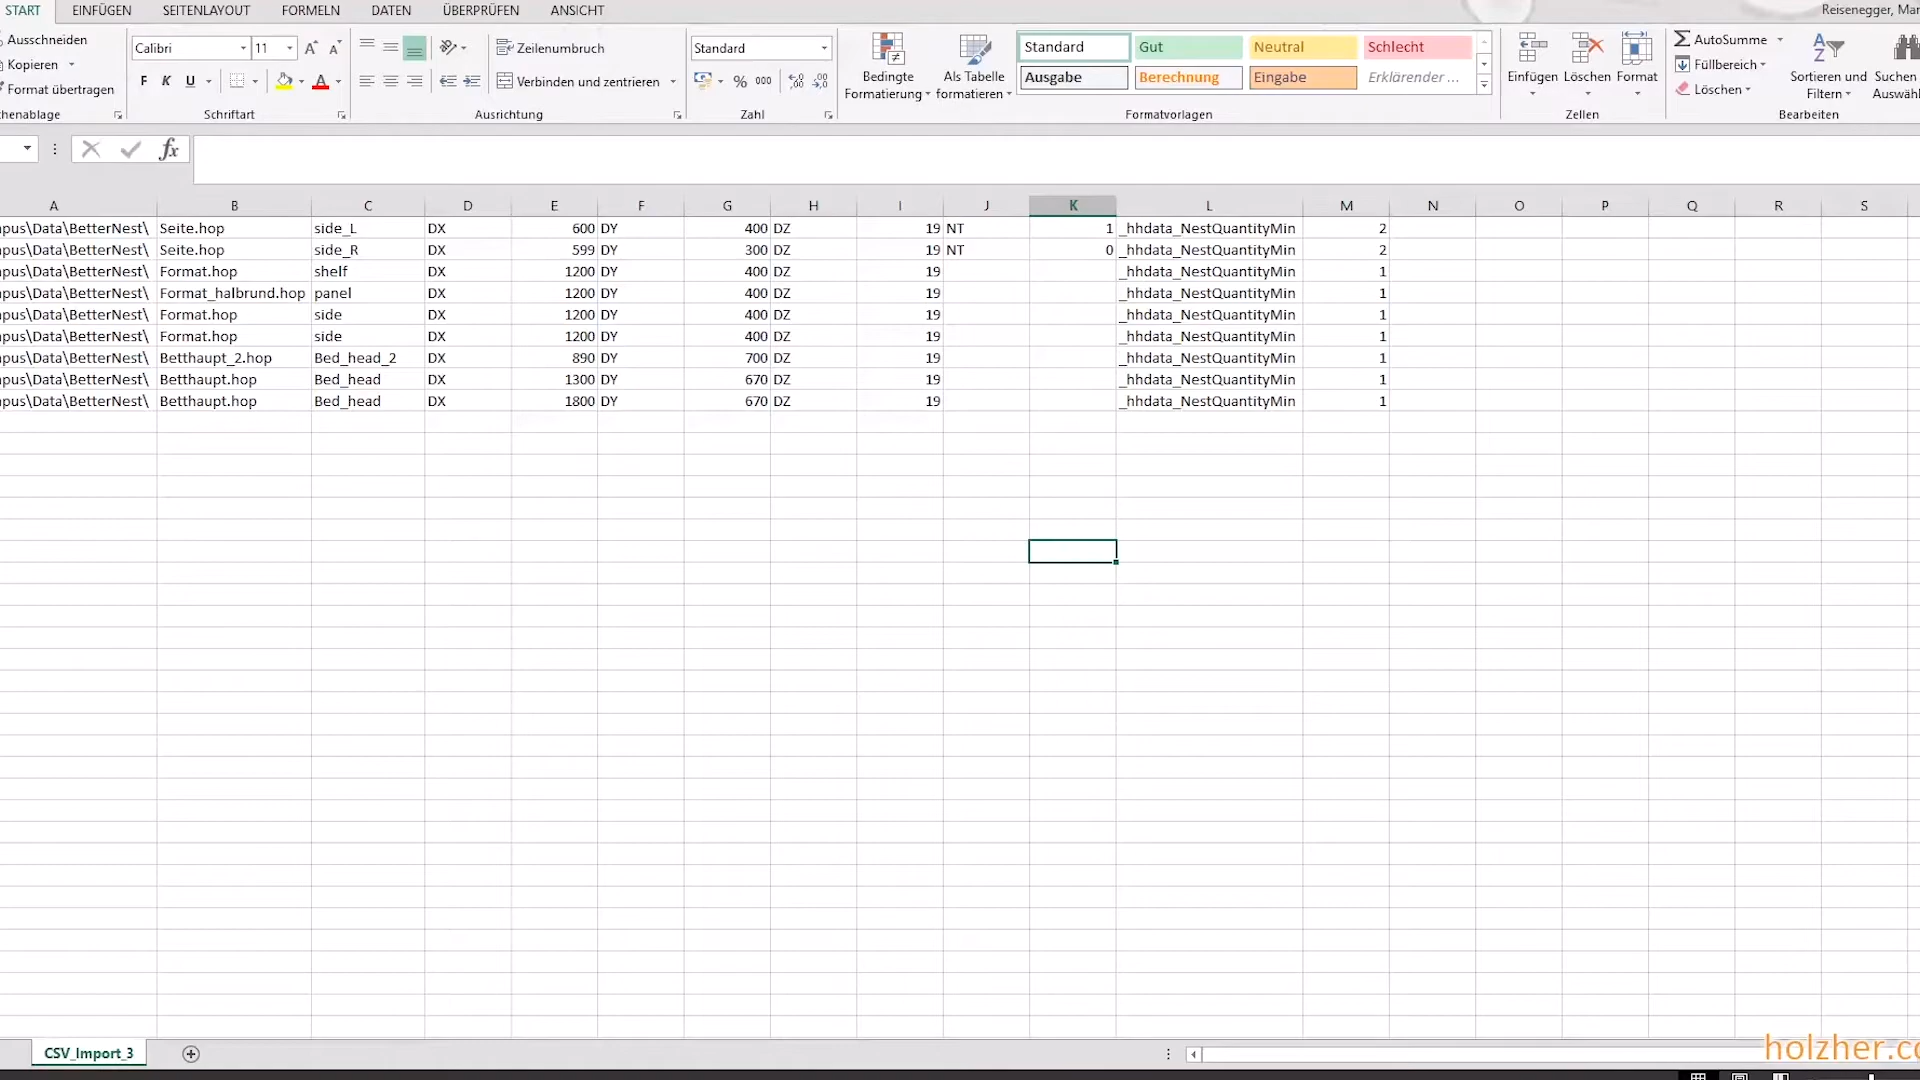 START EINFÜGEN SEITENLAYOUT FORMELN DATEN ÜBERPRÜFEN ANSICHT Reisenegger, Mar
Ausschneiden
Kopieren
Format übertragen
henablage
Calibri 11
F K U
Schriftart
Zeilenumbruch
Verbinden und zentrieren
Ausrichtung
Standard
% 000
Zahl
Bedingte
Formatierung
Als Tabelle
formatieren
Standard Gut Neutral Schlecht
Ausgabe Berechnung Eingabe Erklärender ...
Formatvorlagen
Einfügen Löschen Format
Zellen
AutoSumme
Füllbereich
Löschen
Sortieren und
Filtern
Suchen
Auswäh
Bearbeiten
fx
A B C D E F G H I J K L M N O P Q R S
pus\Data\BetterNest\ Seite.hop side_L DX 600 DY 400 DZ 19 NT 1 _hhdata_NestQuantityMin 2
pus\Data\BetterNest\ Seite.hop side_R DX 599 DY 300 DZ 19 NT 0 _hhdata_NestQuantityMin 2
pus\Data\BetterNest\ Format.hop shelf DX 1200 DY 400 DZ 19 _hhdata_NestQuantityMin 1
pus\Data\BetterNest\ Format_halbrund.hop panel DX 1200 DY 400 DZ 19 _hhdata_NestQuantityMin 1
pus\Data\BetterNest\ Format.hop side DX 1200 DY 400 DZ 19 _hhdata_NestQuantityMin 1
pus\Data\BetterNest\ Format.hop side DX 1200 DY 400 DZ 19 _hhdata_NestQuantityMin 1
pus\Data\BetterNest\ Betthaupt_2.hop Bed_head_2 DX 890 DY 700 DZ 19 _hhdata_NestQuantityMin 1
pus\Data\BetterNest\ Betthaupt.hop Bed_head DX 1300 DY 670 DZ 19 _hhdata_NestQuantityMin 1
pus\Data\BetterNest\ Betthaupt.hop Bed_head DX 1800 DY 670 DZ 19 _hhdata_NestQuantityMin 1
CSV_Import_3
holzher.co